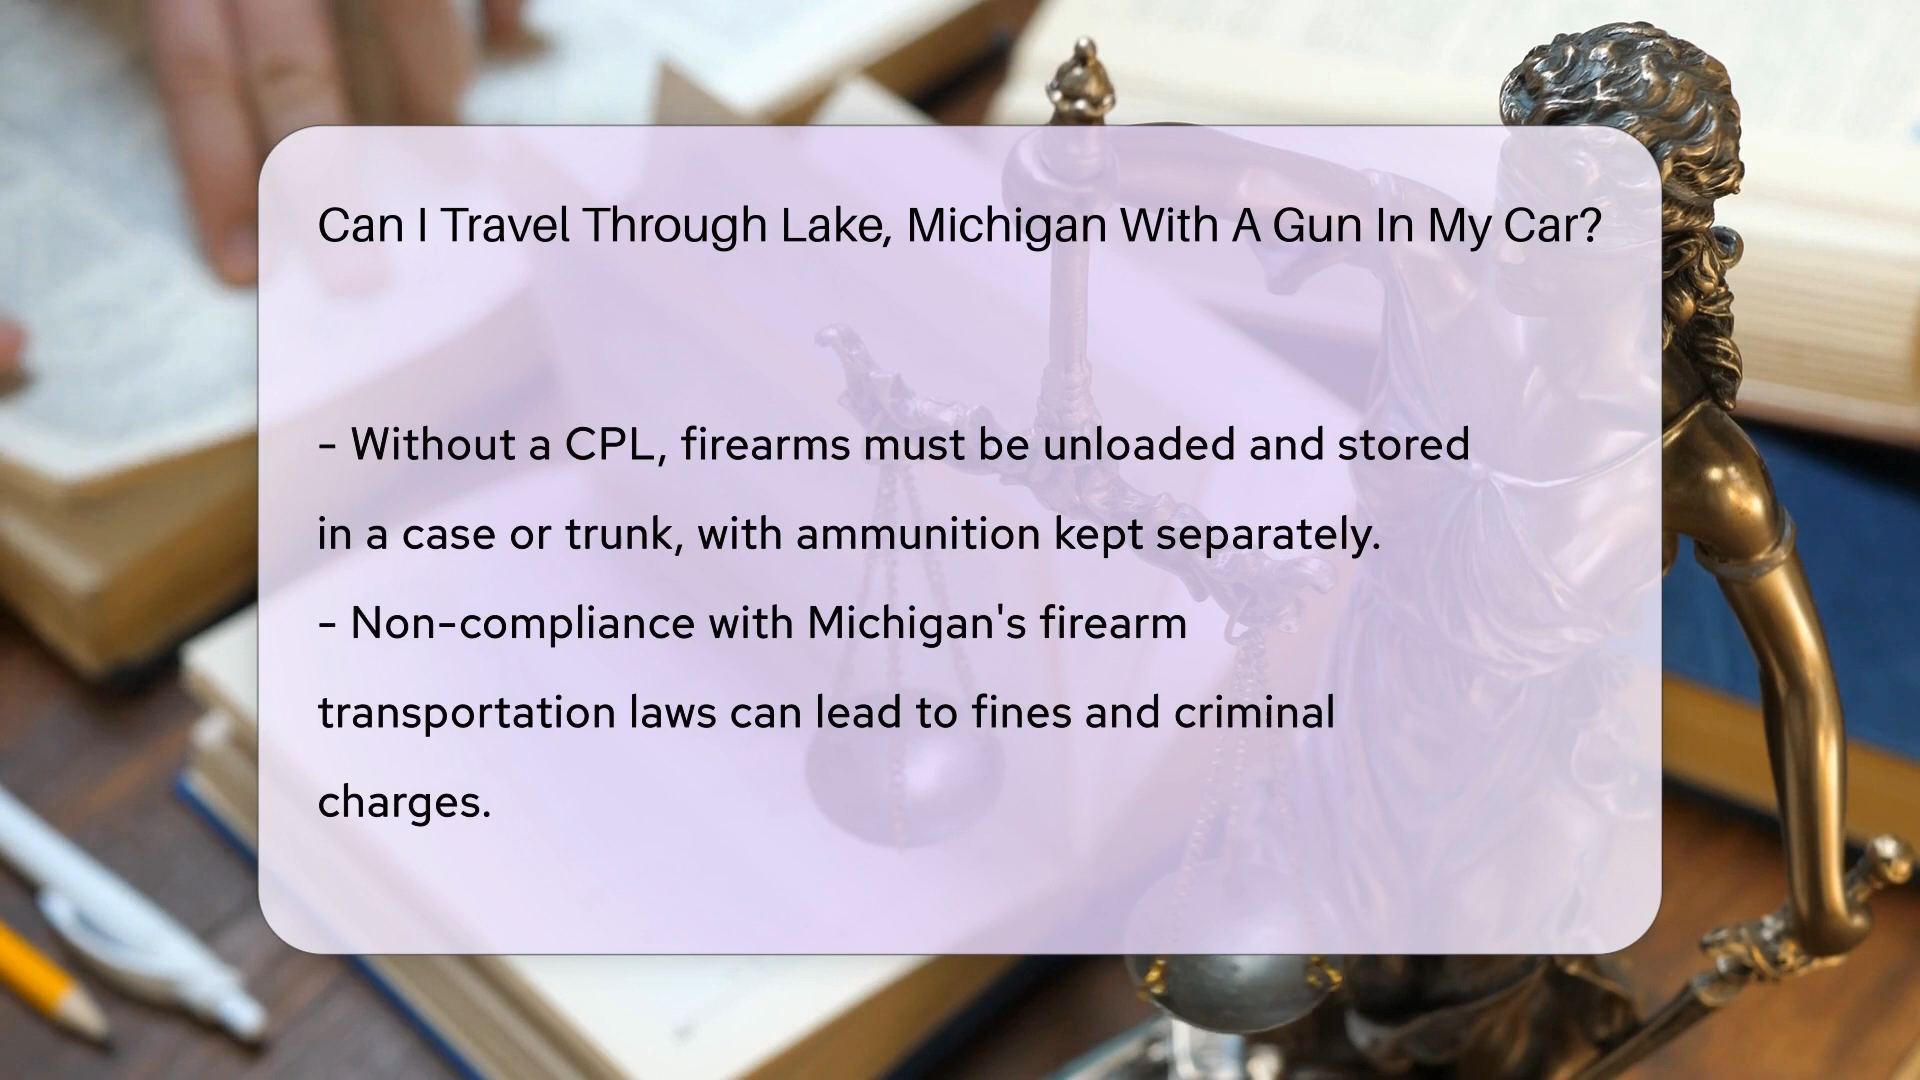 Can I Travel Through Lake, Michigan With A Gun In My Car?
- Without a CPL, firearms must be unloaded and stored
in a case or trunk, with ammunition kept separately.
- Non-compliance with Michigan's firearm
transportation laws can lead to fines and criminal
charges.